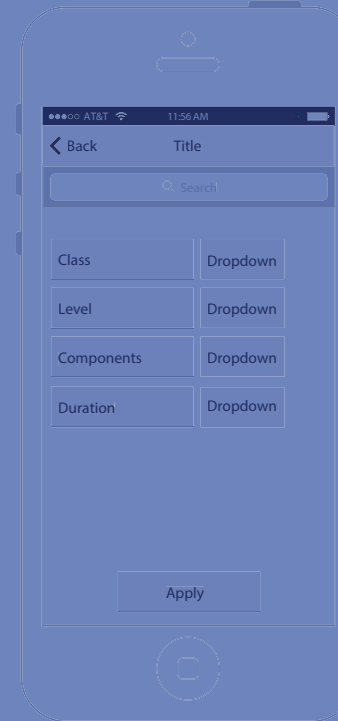 AT&T 11:56 AM
Back Title
Search
Class Dropdown
Level Dropdown
Components Dropdown
Duration Dropdown
Apply